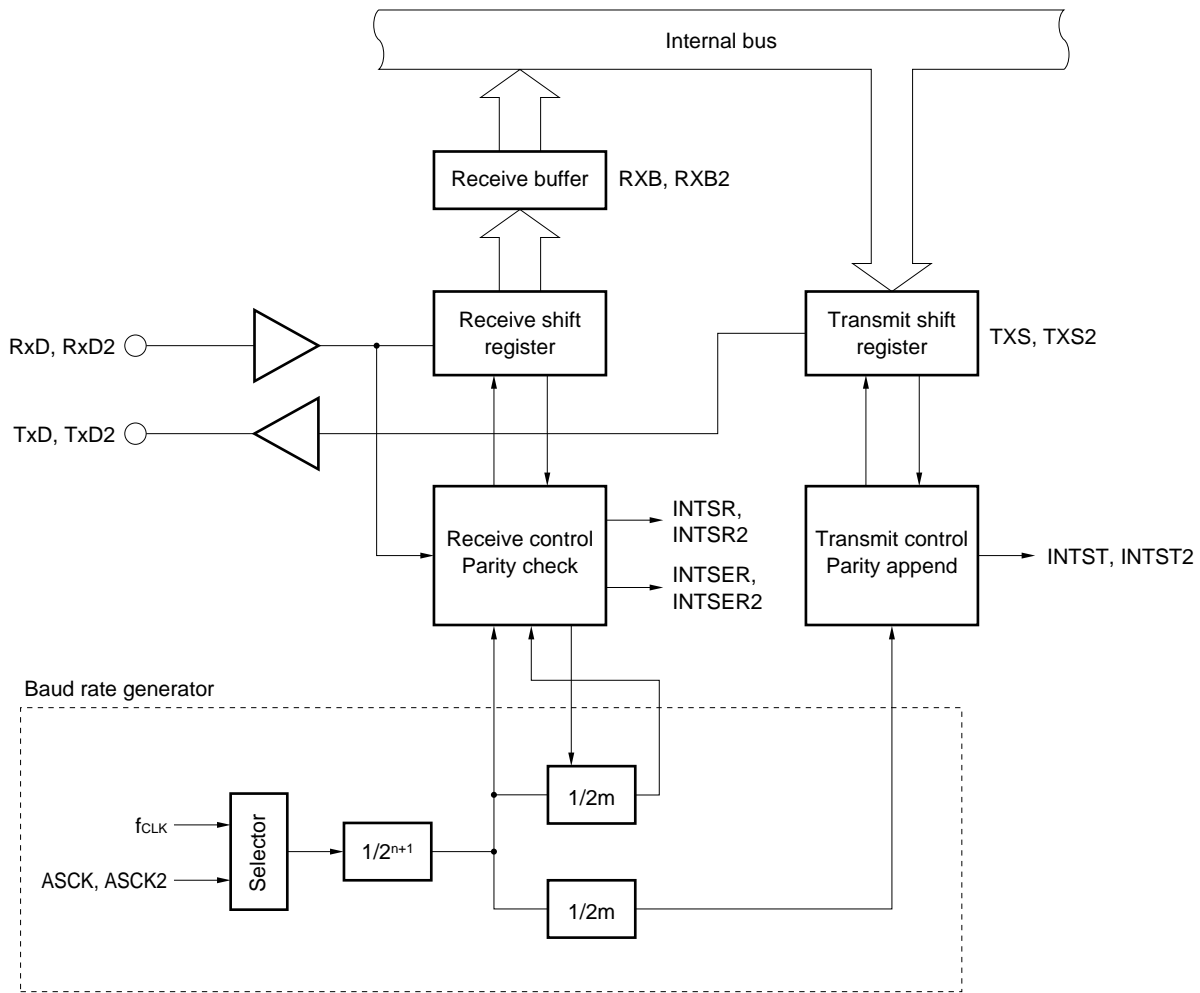 Internal bus
Receive buffer
RXB, RXB2
Receive shift
register
Transmit shift
register
TXS, TXS2
RxD, RxD2
TxD, TxD2
Receive control
Parity check
INTSR,
INTSR2
INTSER,
INTSER2
Transmit control
Parity append
INTST, INTST2
Baud rate generator
fCLK
ASCK, ASCK2
Selector
1/2ⁿ⁺¹
1/2m
1/2m